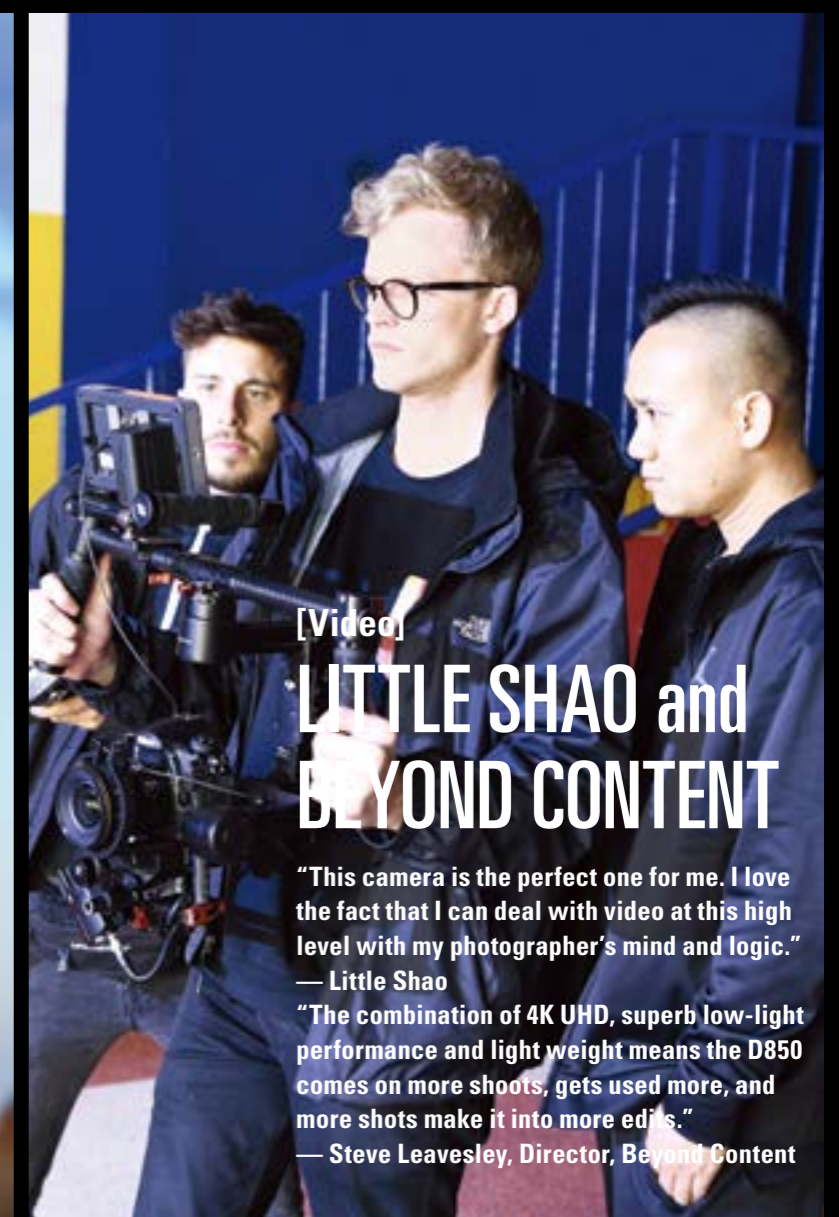 [Video]
LITTLE SHAO and
BEYOND CONTENT
“This camera is the perfect one for me. I love
the fact that I can deal with video at this high
level with my photographer’s mind and logic.”
— Little Shao
“The combination of 4K UHD, superb low-light
performance and light weight means the D850
comes on more shoots, gets used more, and
more shots make it into more edits.”
— Steve Leavesley, Director, Beyond Content